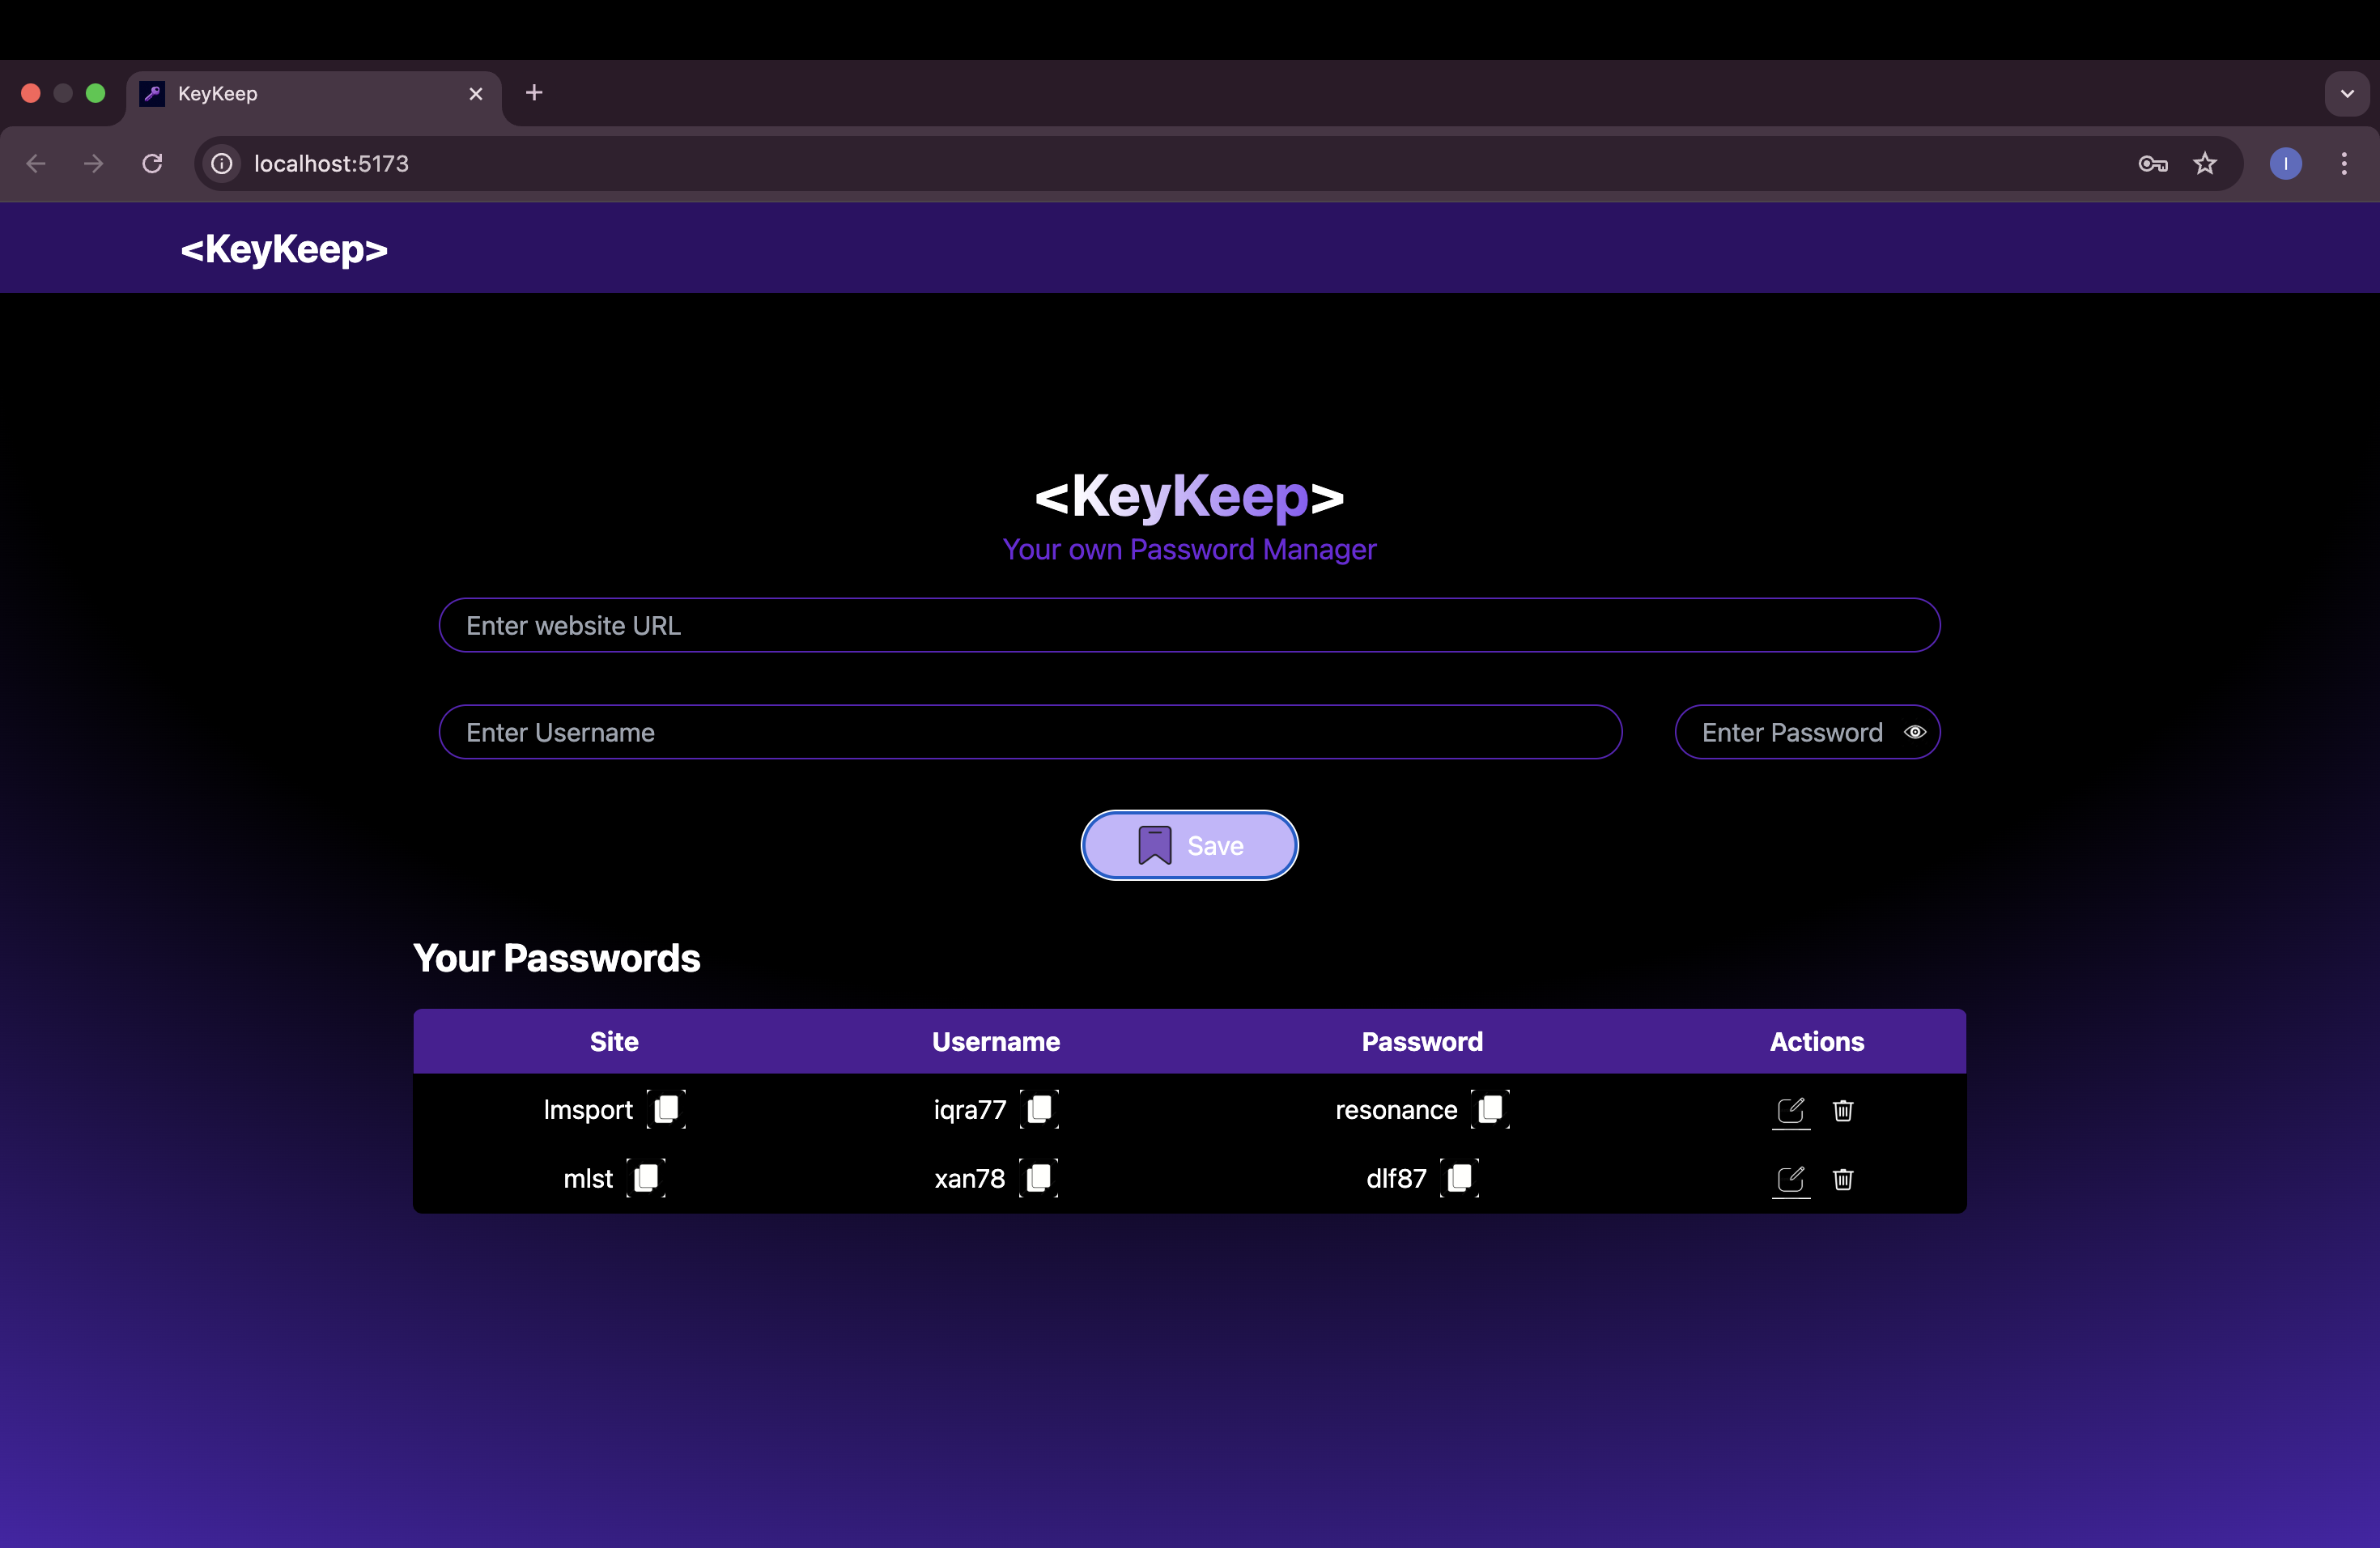 KeyKeep
localhost:5173
I
<KeyKeep>
<KeyKeep>
Your own Password Manager
Enter website URL
Enter Username Enter Password
Save
Your Passwords
Site Username Password Actions
lmsport iqra77 resonance
mlst xan78 dlf87